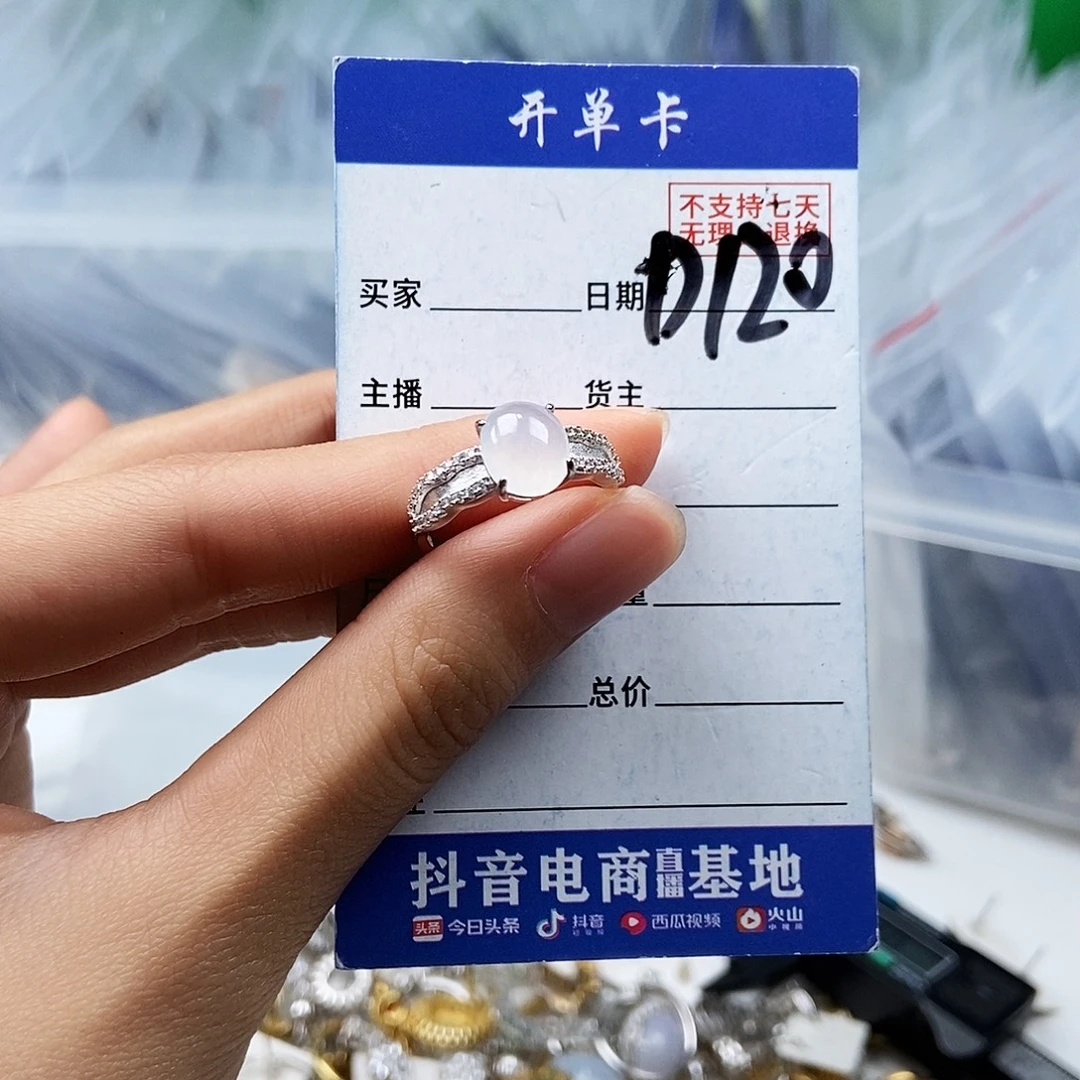 开单卡
不支持七天
无理 退换
买家 日期 D120
主播 货主
总价
抖音电商直播基地
头条 今日头条 抖音 西瓜视频 火山